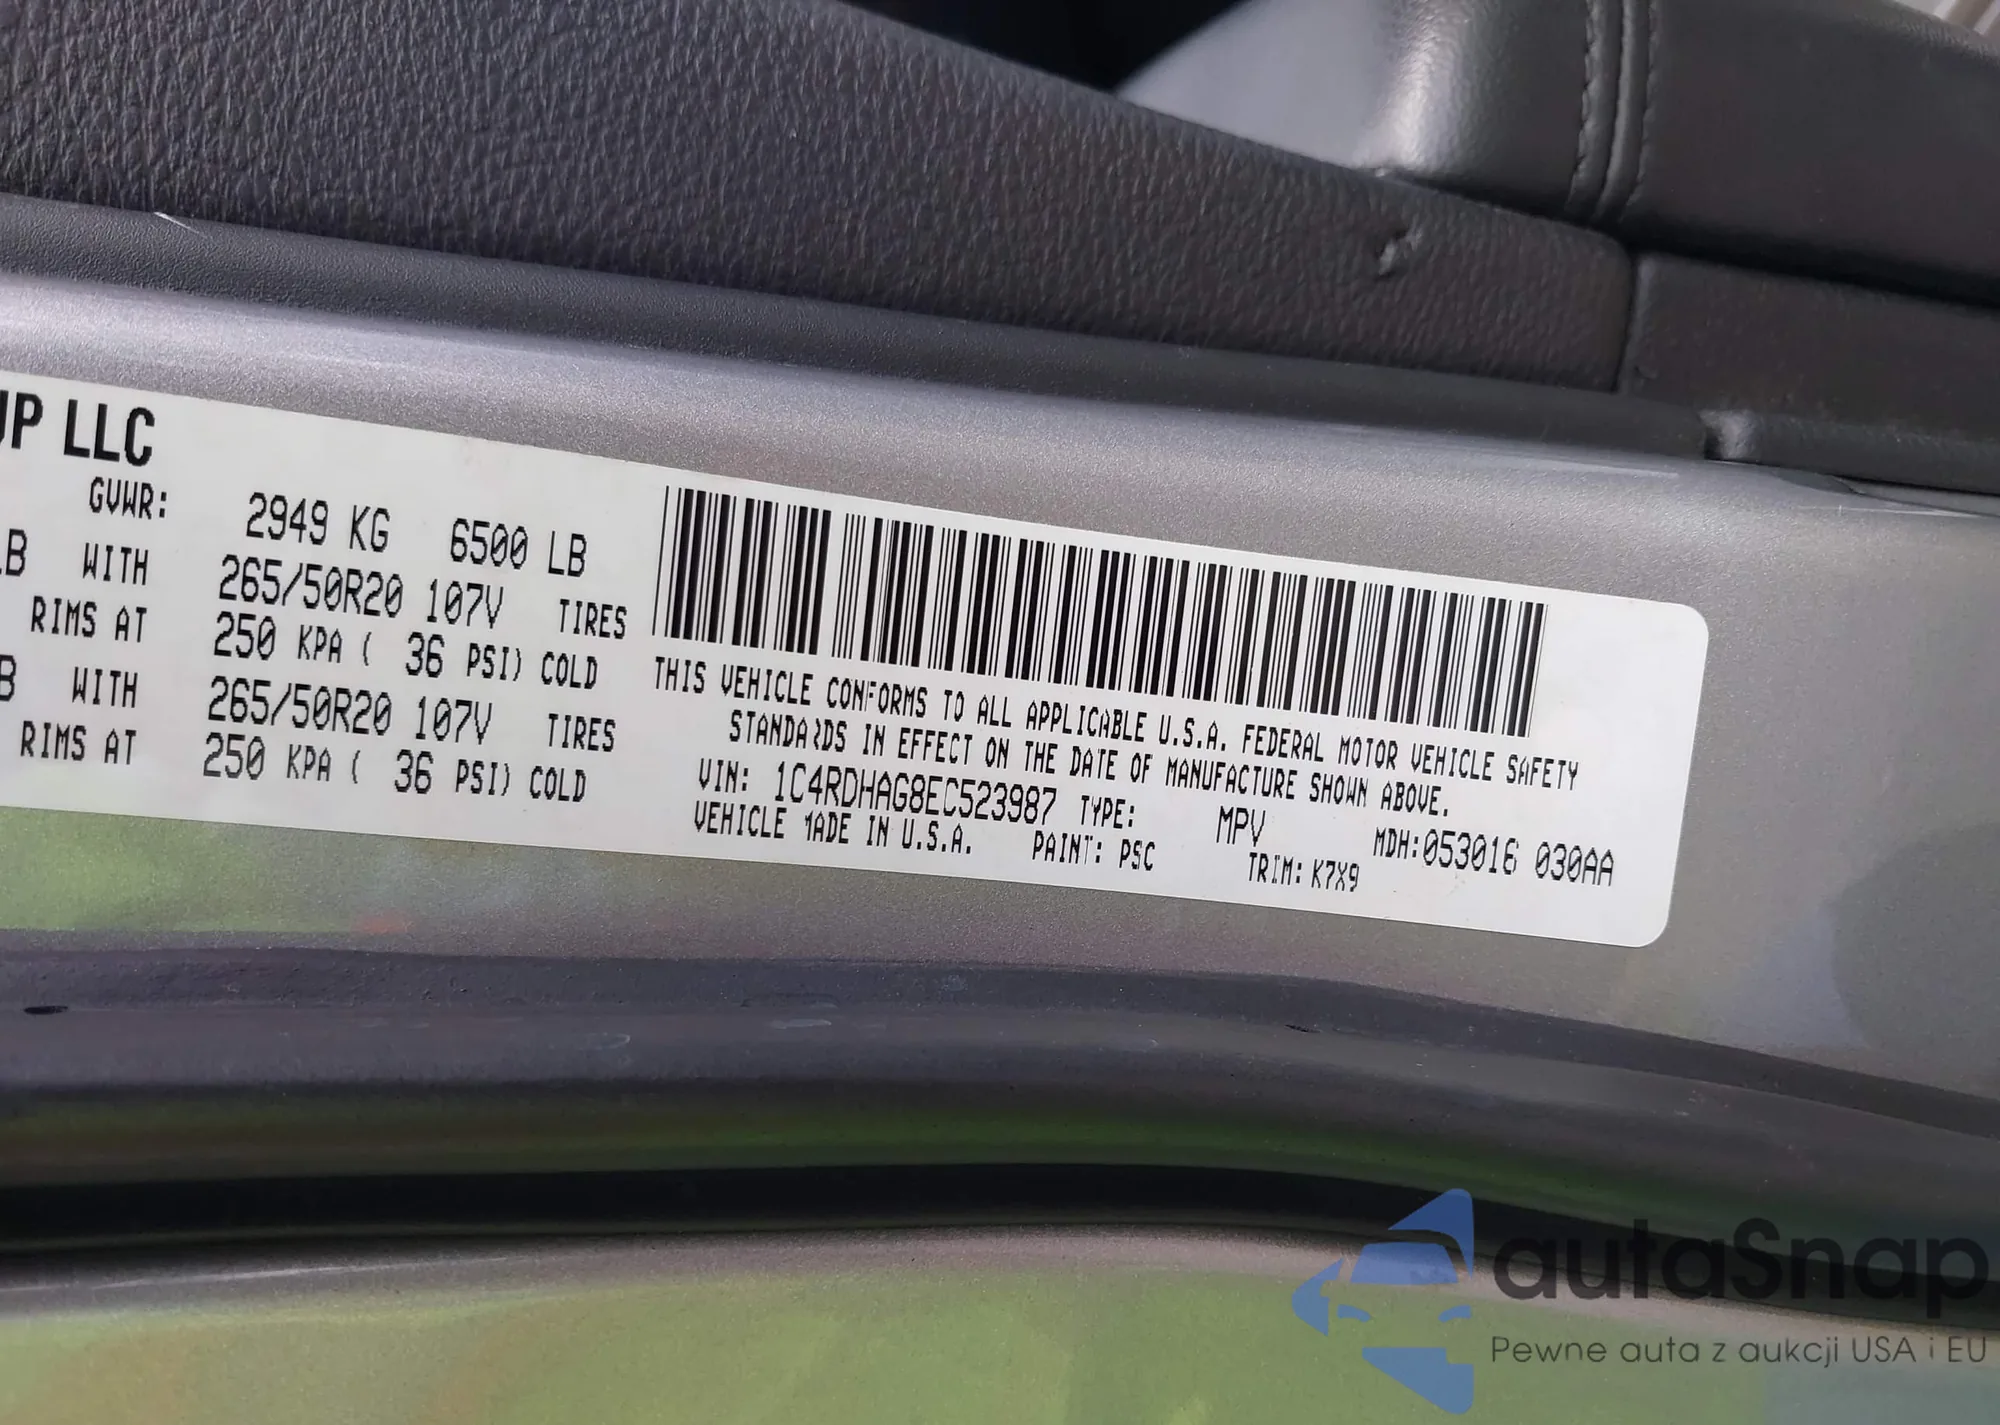 UP LLC
GVWR: 2949 KG 6500 LB
LB WITH 265/50R20 107V TIRES
RIMS AT 250 KPA ( 36 PSI) COLD
B WITH 265/50R20 107V TIRES
RIMS AT 250 KPA ( 36 PSI) COLD
THIS VEHICLE CONFORMS TO ALL APPLICABLE U.S.A. FEDERAL MOTOR VEHICLE SAFETY
STANDARDS IN EFFECT ON THE DATE OF MANUFACTURE SHOWN ABOVE.
VIN: 1C4RDHAG8EC523987 TYPE: MPV MDH:053016 030AA
VEHICLE MADE IN U.S.A. PAINT: PSC TRIM: K7X9
autaSnap
Pewne auta z aukcji USA i EU